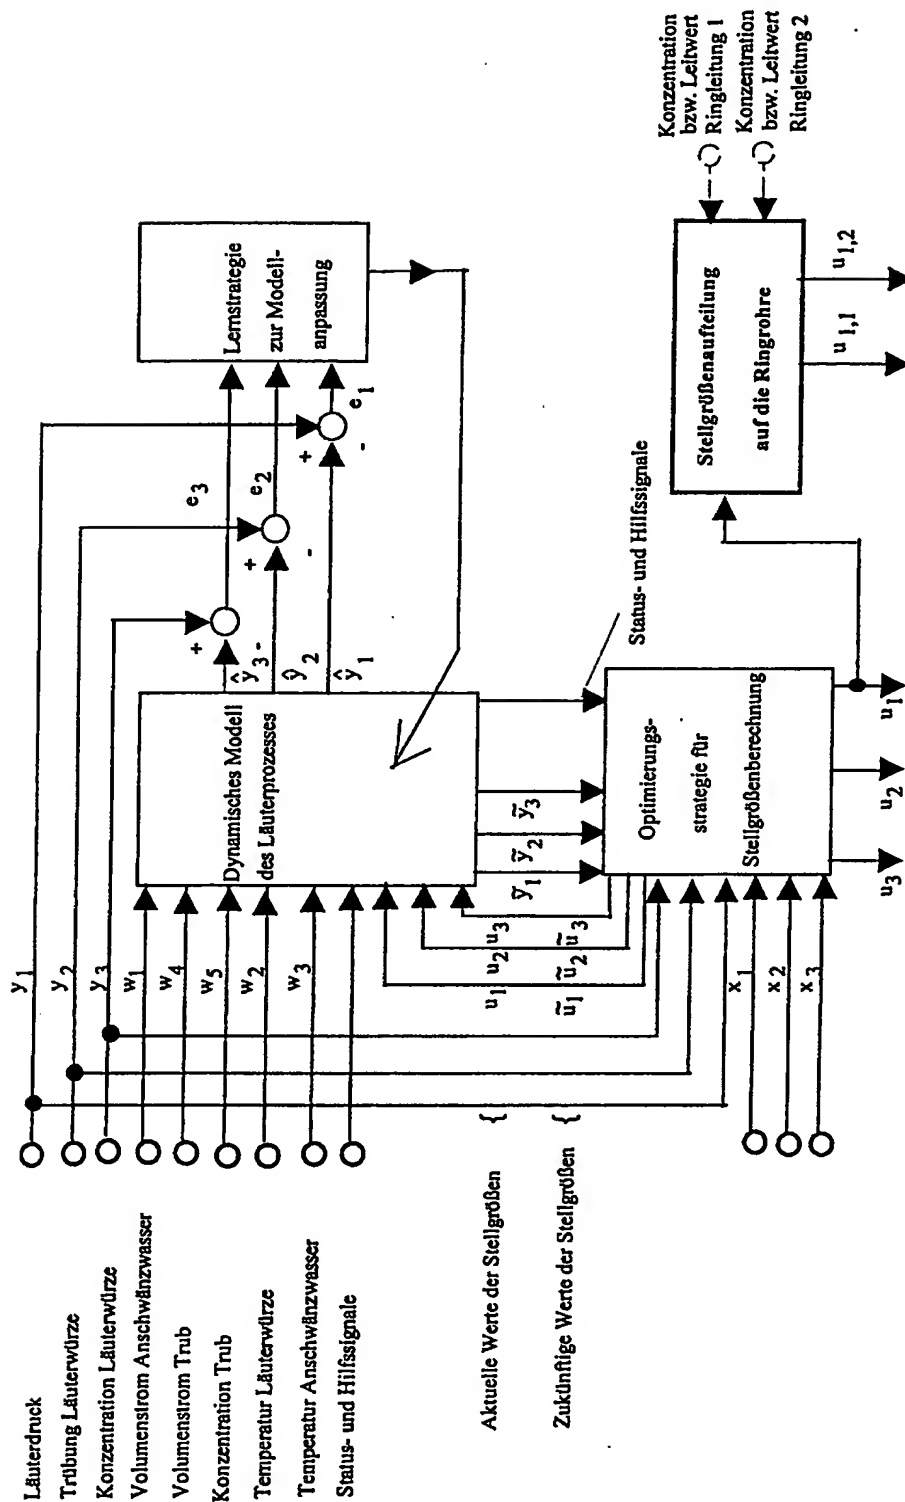 Läuterdruck
Trübung Läuterwürze
Konzentration Läuterwürze
Volumenstrom Anschwänzwasser
Volumenstrom Trub
Konzentration Trub
Temperatur Läuterwürze
Temperatur Anschwänzwasser
Status- und Hilfssignale
y1
y2
y3
w1
w4
w5
w2
w3
Dynamisches Modell
des Läuterprozesses
ŷ3
ŷ2
ŷ1
+
-
+
-
+
-
e3
e2
e1
Lernstrategie
zur Modell-
anpassung
Aktuelle Werte der Stellgrößen { u1 u2 u3
Zukünftige Werte der Stellgrößen { ũ1 ũ2 ũ3
ỹ1 ỹ2 ỹ3
Status- und Hilfssignale
x1
x2
x3
Optimierungs-
strategie für
Stellgrößenberechnung
u3 u2 u1
Stellgrößenaufteilung
auf die Ringrohre
u1,1 u1,2
Konzentration
bzw. Leitwert
Ringleitung 1
Konzentration
bzw. Leitwert
Ringleitung 2